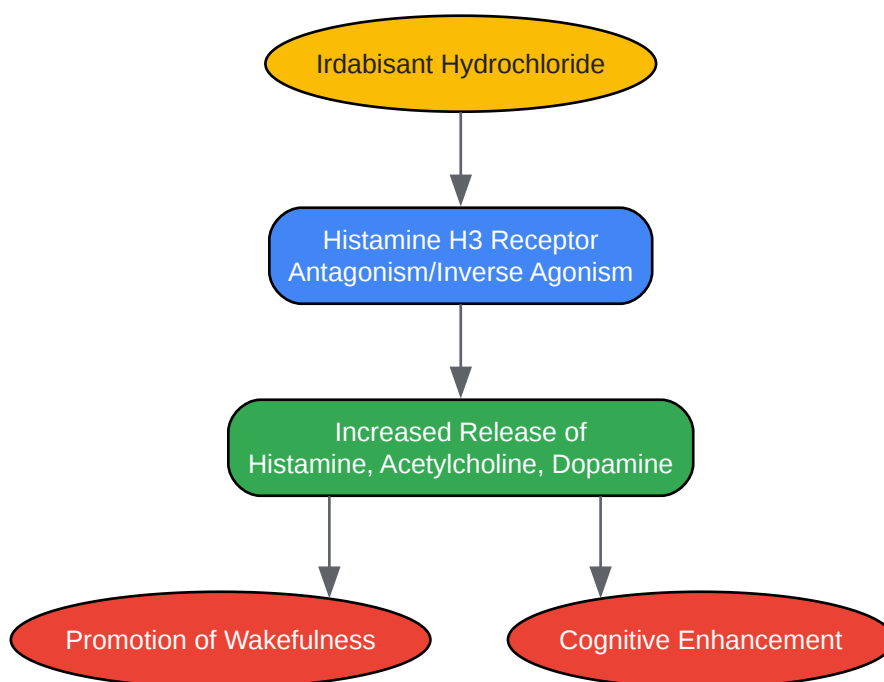 Irdabisant Hydrochloride
Histamine H3 Receptor
Antagonism/Inverse Agonism
Increased Release of
Histamine, Acetylcholine, Dopamine
Promotion of Wakefulness
Cognitive Enhancement